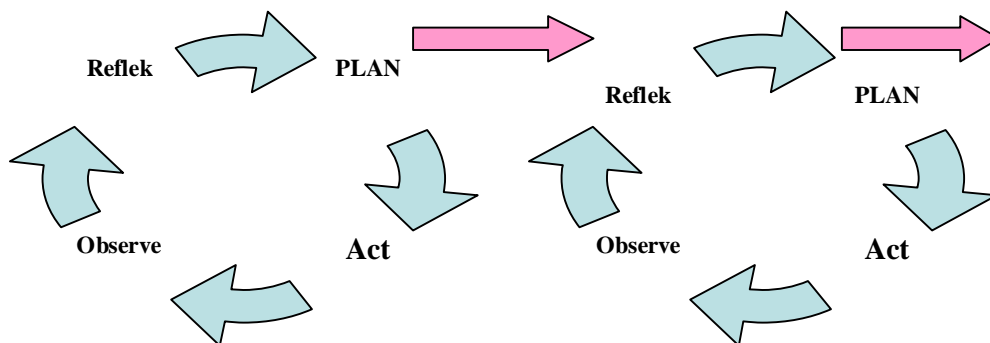 Reflek
PLAN
Reflek
PLAN
Observe
Act
Observe
Act